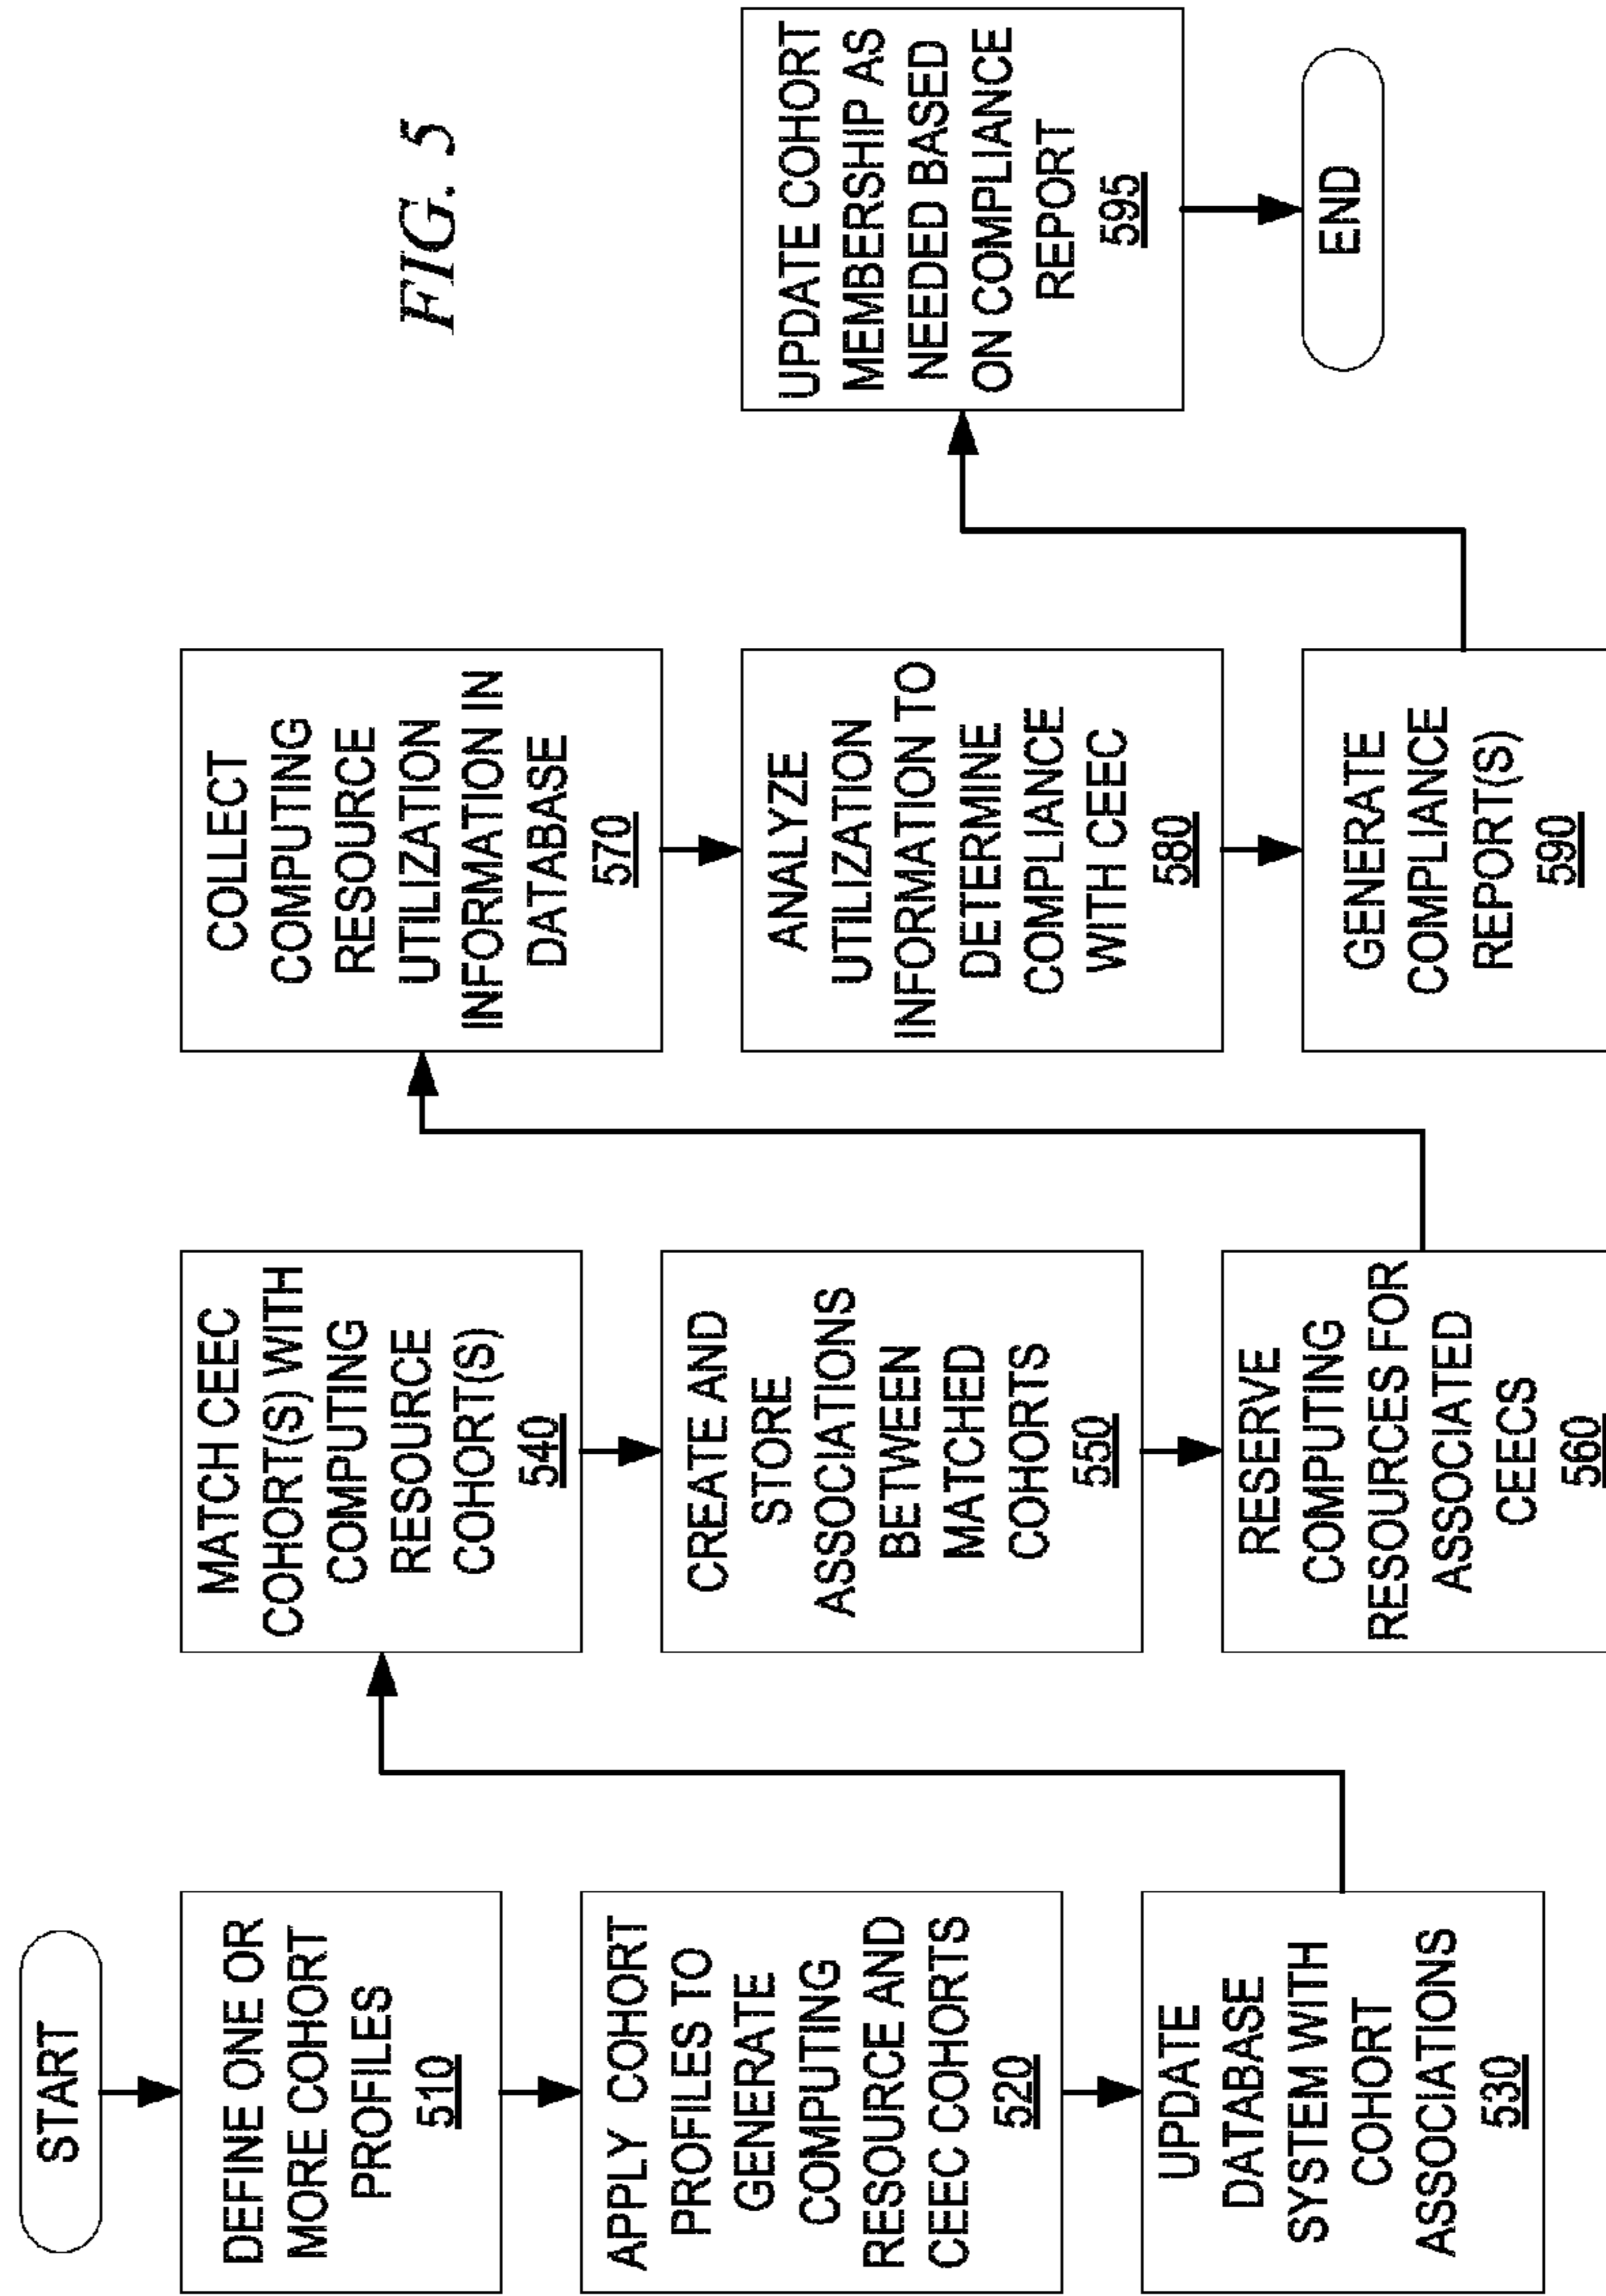 FIG. 5
START
DEFINE ONE OR
MORE COHORT
PROFILES
510
APPLY COHORT
PROFILES TO
GENERATE
COMPUTING
RESOURCE AND
CEEC COHORTS
520
UPDATE
DATABASE
SYSTEM WITH
COHORT
ASSOCIATIONS
530
MATCH CEEC
COHORT(S) WITH
COMPUTING
RESOURCE
COHORT(S)
540
CREATE AND
STORE
ASSOCIATIONS
BETWEEN
MATCHED
COHORTS
550
RESERVE
COMPUTING
RESOURCES FOR
ASSOCIATED
CEECS
560
COLLECT
COMPUTING
RESOURCE
UTILIZATION
INFORMATION IN
DATABASE
570
ANALYZE
UTILIZATION
INFORMATION TO
DETERMINE
COMPLIANCE
WITH CEEC
580
GENERATE
COMPLIANCE
REPORT(S)
590
UPDATE COHORT
MEMBERSHIP AS
NEEDED BASED
ON COMPLIANCE
REPORT
595
END